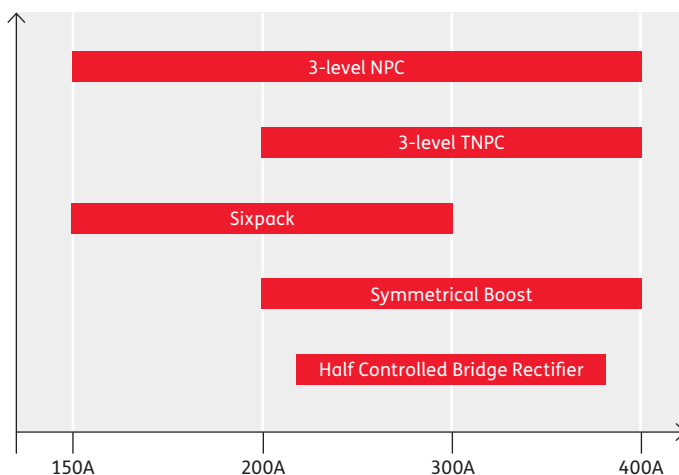 3-level NPC
3-level TNPC
Sixpack
Symmetrical Boost
Half Controlled Bridge Rectifier
150A 200A 300A 400A